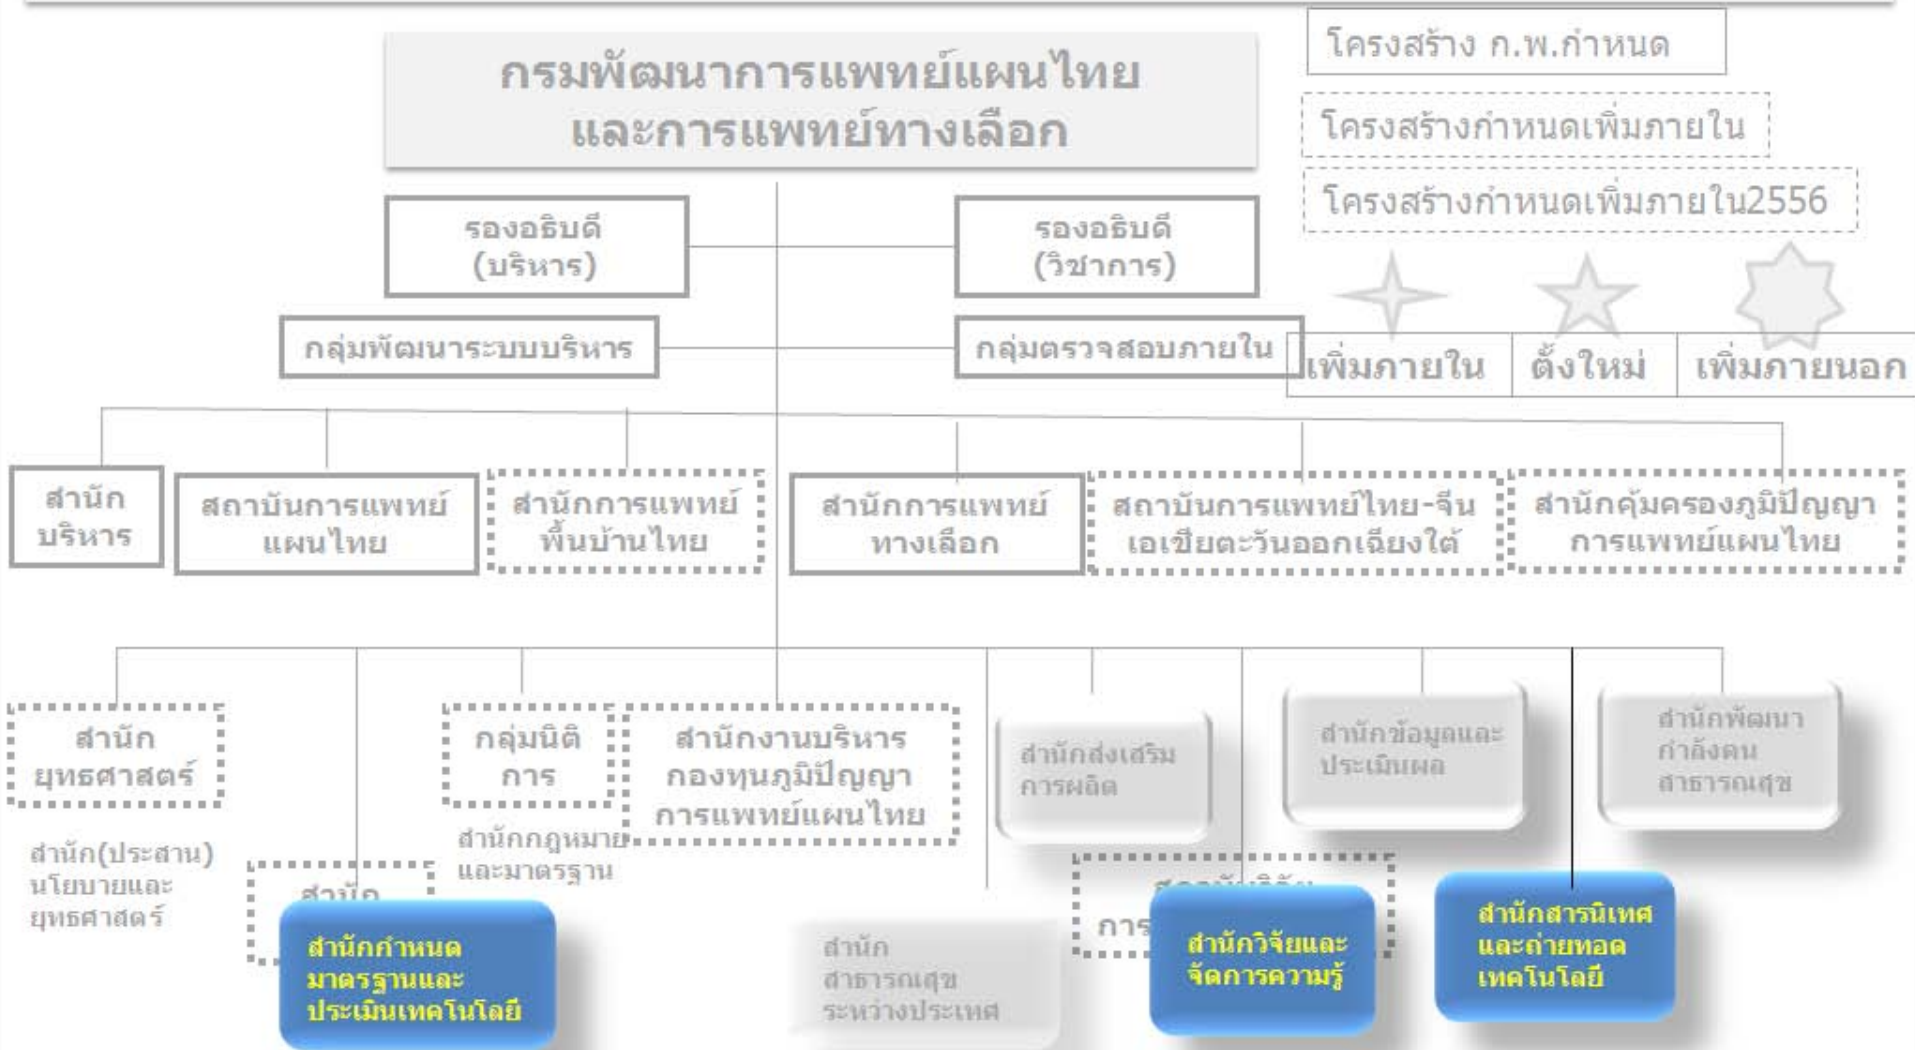 กรมพัฒนาการแพทย์แผนไทย
และการแพทย์ทางเลือก
โครงสร้าง ก.พ.กำหนด
โครงสร้างกำหนดเพิ่มภายใน
โครงสร้างกำหนดเพิ่มภายใน2556
รองอธิบดี
(บริหาร)
รองอธิบดี
(วิชาการ)
กลุ่มพัฒนาระบบบริหาร
กลุ่มตรวจสอบภายใน
เพิ่มภายใน
ตั้งใหม่
เพิ่มภายนอก
สำนัก
บริหาร
สถาบันการแพทย์
แผนไทย
สำนักการแพทย์
พื้นบ้านไทย
สำนักการแพทย์
ทางเลือก
สถาบันการแพทย์ไทย-จีน
เอเชียตะวันออกเฉียงใต้
สำนักคุ้มครองภูมิปัญญา
การแพทย์แผนไทย
สำนัก
ยุทธศาสตร์
สำนัก(ประสาน)
นโยบายและ
ยุทธศาสตร์
สำนัก
สำนักกำหนด
มาตรฐานและ
ประเมินเทคโนโลยี
กลุ่มนิติ
การ
สำนักกฎหมาย
และมาตรฐาน
สำนักงานบริหาร
กองทุนภูมิปัญญา
การแพทย์แผนไทย
สำนัก
สาธารณสุข
ระหว่างประเทศ
สำนักส่งเสริม
การผลิต
การ
สำนักวิจัยและ
จัดการความรู้
สำนักข้อมูลและ
ประเมินผล
สำนักสารนิเทศ
และถ่ายทอด
เทคโนโลยี
สำนักพัฒนา
กำลังคน
สาธารณสุข